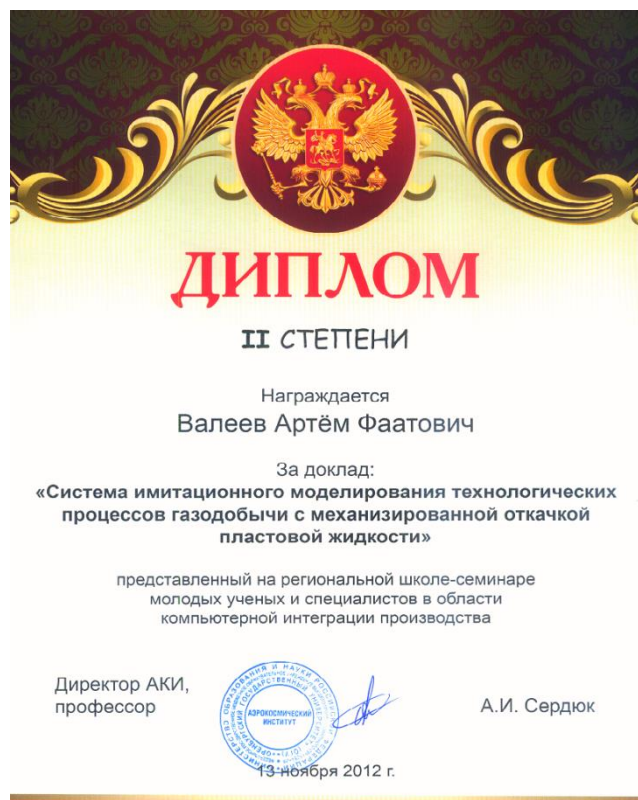 ДИПЛОМ
II СТЕПЕНИ
Награждается
Валеев Артём Фаатович
За доклад:
«Система имитационного моделирования технологических
процессов газодобычи с механизированной откачкой
пластовой жидкости»
представленный на региональной школе-семинаре
молодых ученых и специалистов в области
компьютерной интеграции производства
Директор АКИ,
профессор
АЭРОКОСМИЧЕСКИЙ
ИНСТИТУТ
А.И. Сердюк
13 ноября 2012 г.